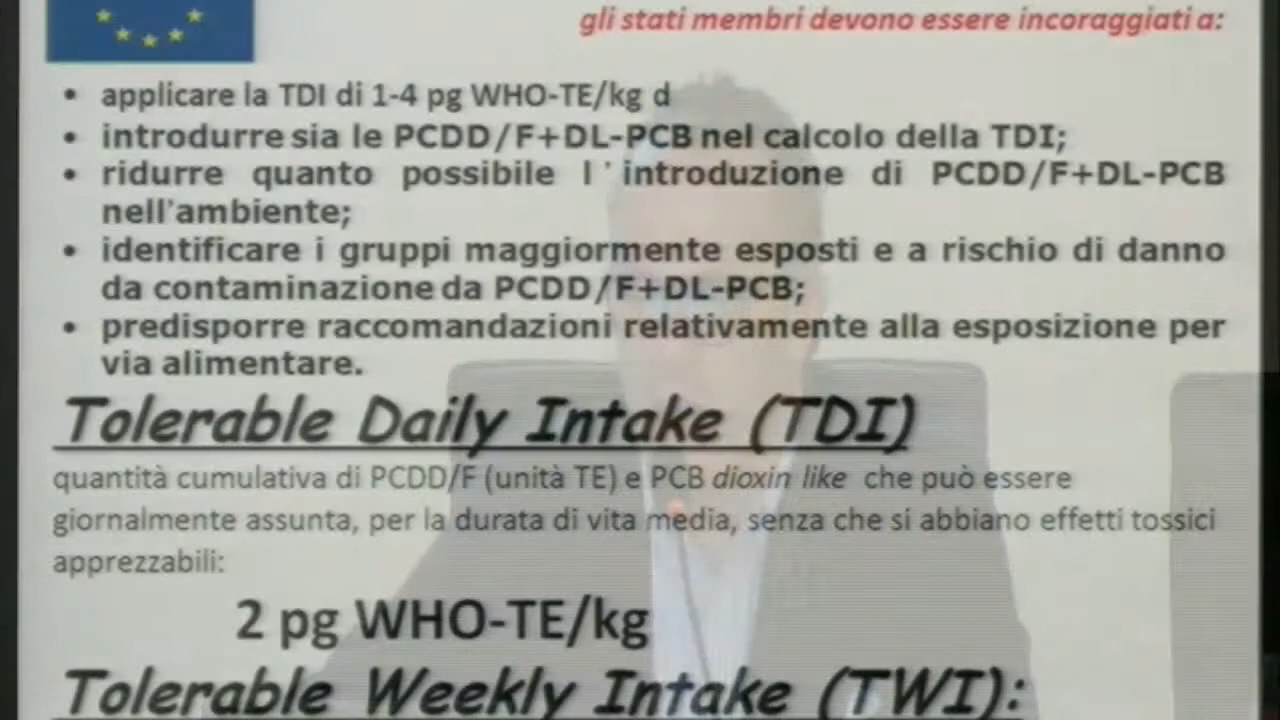 gli stati membri devono essere incoraggiati a:
• applicare la TDI di 1-4 pg WHO-TE/kg d
• introdurre sia le PCDD/F+DL-PCB nel calcolo della TDI;
• ridurre quanto possibile l'introduzione di PCDD/F+DL-PCB
nell'ambiente;
• identificare i gruppi maggiormente esposti e a rischio di danno
da contaminazione da PCDD/F+DL-PCB;
• predisporre raccomandazioni relativamente alla esposizione per
via alimentare.
Tolerable Daily Intake (TDI)
quantità cumulativa di PCDD/F (unità TE) e PCB dioxin like che può essere
giornalmente assunta, per la durata di vita media, senza che si abbiano effetti tossici
apprezzabili:
2 pg WHO-TE/kg
Tolerable Weekly Intake (TWI):